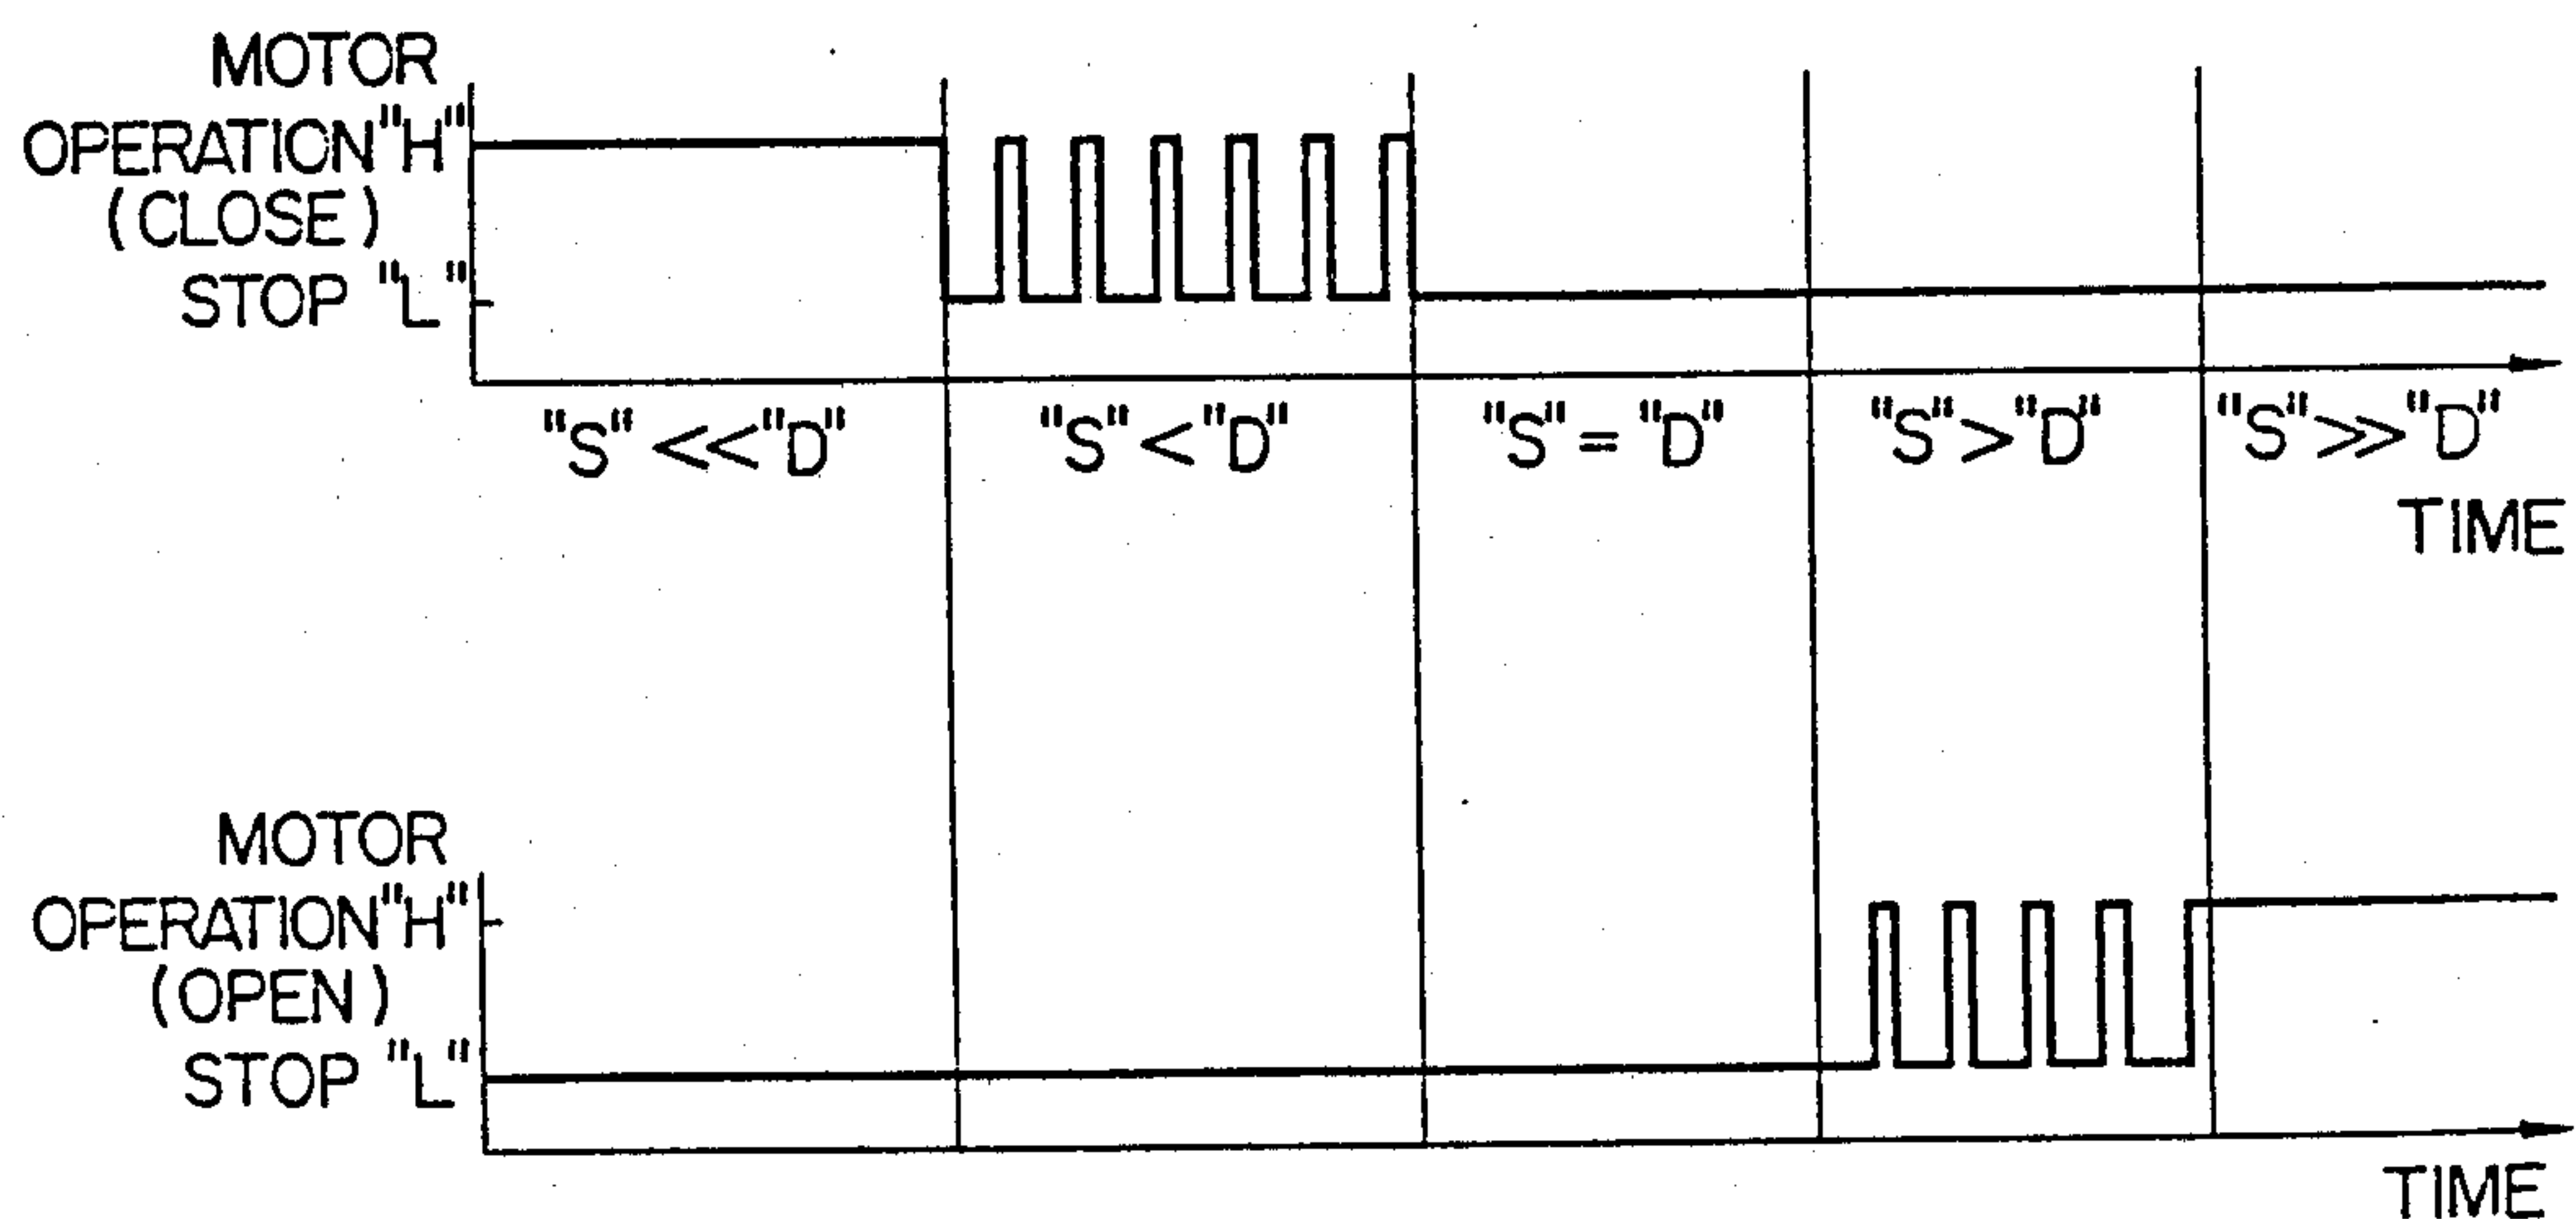 MOTOR
OPERATION"H"
(CLOSE)
STOP "L"
"S" << "D"
"S" < "D"
"S" = "D"
"S" > "D"
"S" >> "D"
TIME
MOTOR
OPERATION"H"
(OPEN)
STOP "L"
TIME